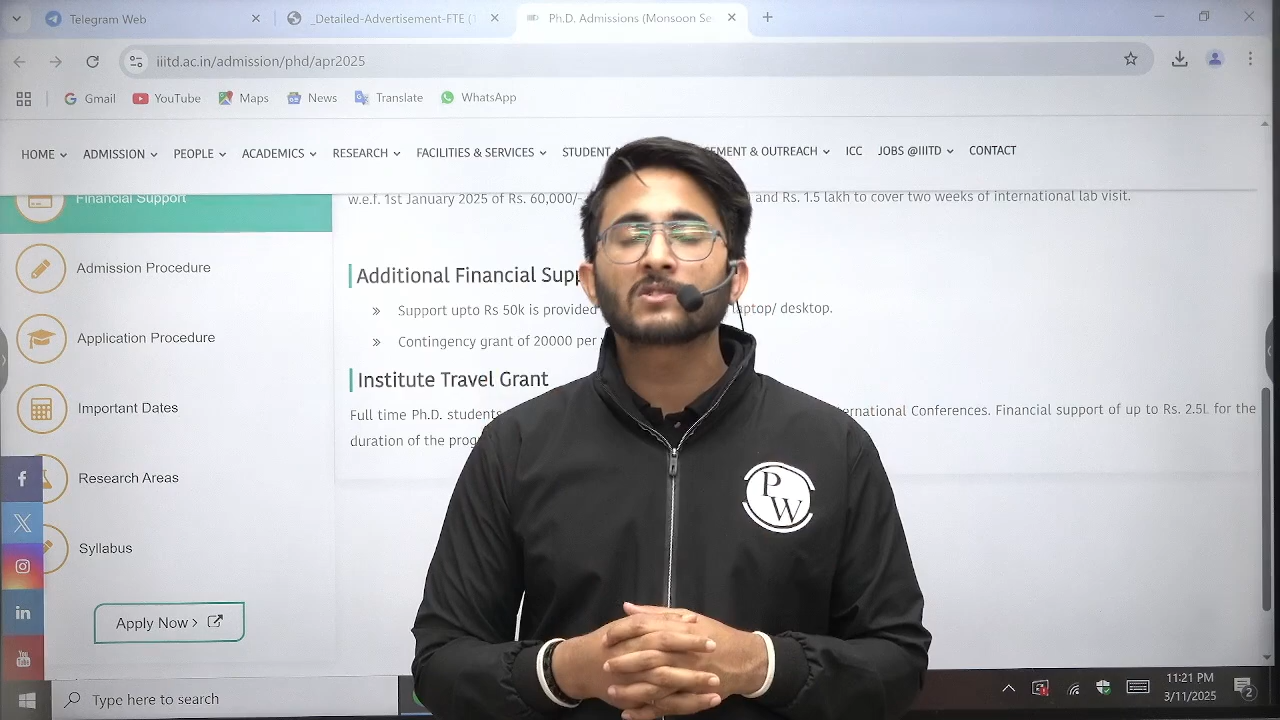 Telegram Web
_Detailed-Advertisement-FTE (1
Ph.D. Admissions (Monsoon Se
iiitd.ac.in/admission/phd/apr2025
Gmail YouTube Maps News Translate WhatsApp
HOME ADMISSION PEOPLE ACADEMICS RESEARCH FACILITIES & SERVICES STUDENT & OUTREACH ICC JOBS @IIITD CONTACT
Financial Support
w.e.f. 1st January 2025 of Rs. 60,000/- and Rs. 1.5 lakh to cover two weeks of international lab visit.
Admission Procedure
Additional Financial
» Support upto Rs 50k is provided laptop/ desktop.
Application Procedure
» Contingency grant of 20000 per
Institute Travel Grant
Important Dates
Full time Ph.D. students International Conferences. Financial support of up to Rs. 2.5L for the
duration of the
Research Areas
PW
Syllabus
Apply Now >
Type here to search
11:21 PM
3/11/2025
2